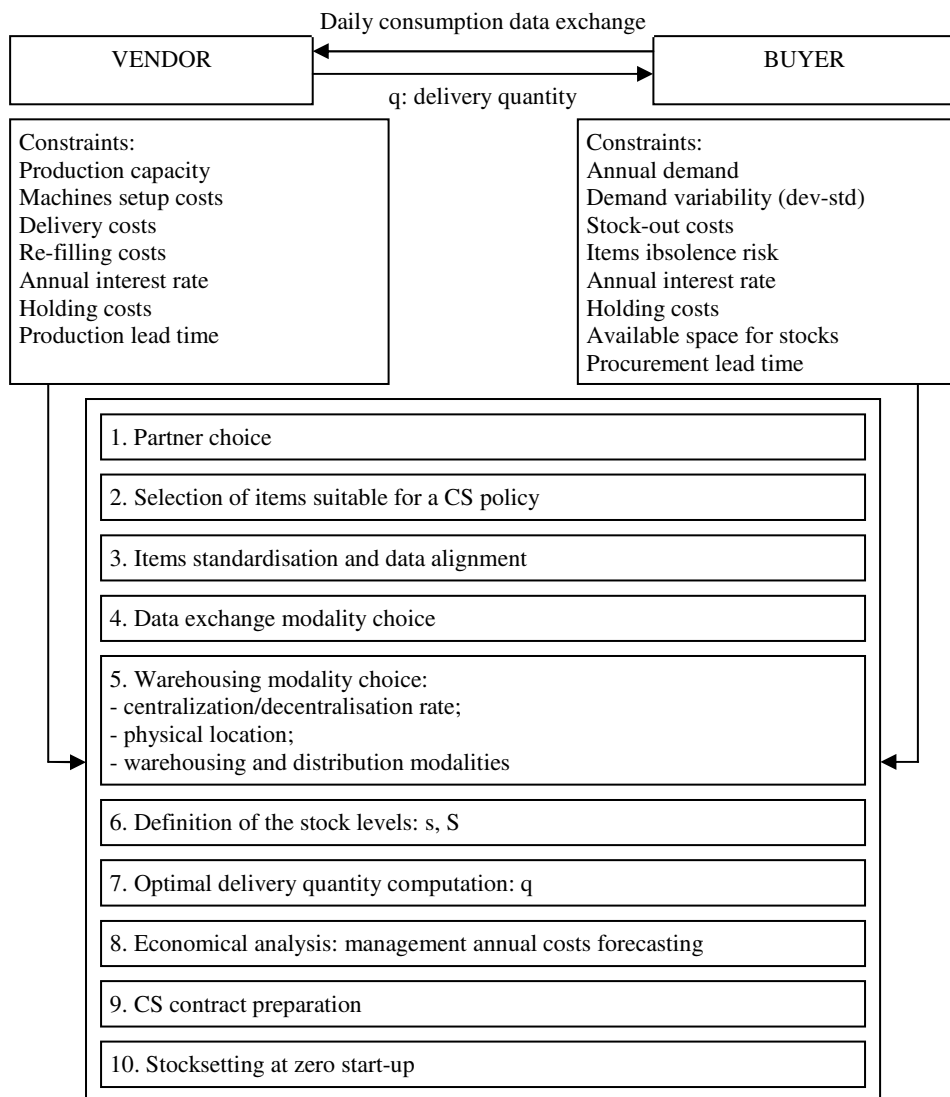 Daily consumption data exchange
VENDOR
BUYER
q: delivery quantity
Constraints:
Production capacity
Machines setup costs
Delivery costs
Re-filling costs
Annual interest rate
Holding costs
Production lead time
Constraints:
Annual demand
Demand variability (dev-std)
Stock-out costs
Items ibsolence risk
Annual interest rate
Holding costs
Available space for stocks
Procurement lead time
1. Partner choice
2. Selection of items suitable for a CS policy
3. Items standardisation and data alignment
4. Data exchange modality choice
5. Warehousing modality choice:
- centralization/decentralisation rate;
- physical location;
- warehousing and distribution modalities
6. Definition of the stock levels: s, S
7. Optimal delivery quantity computation: q
8. Economical analysis: management annual costs forecasting
9. CS contract preparation
10. Stocksetting at zero start-up